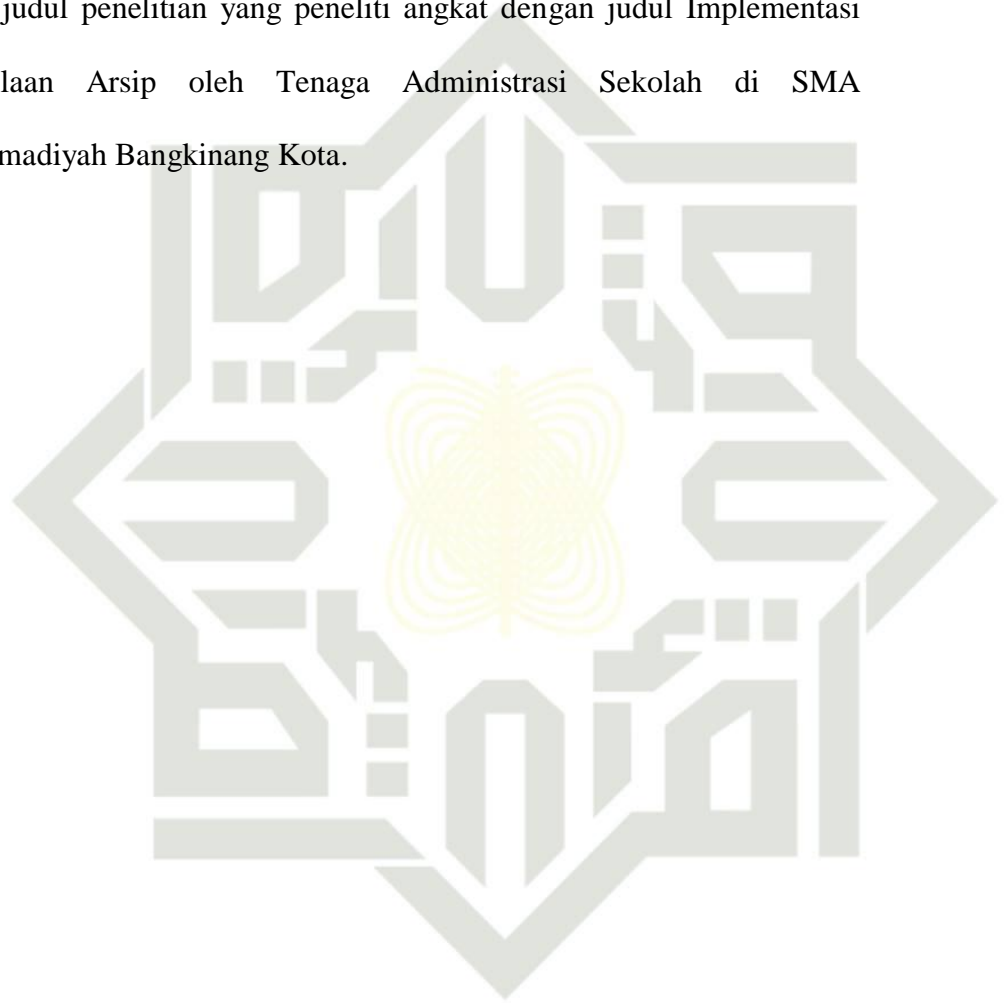 judul penelitian yang peneliti angkat dengan judul Implementasi
laan Arsip oleh Tenaga Administrasi Sekolah di SMA
madiyah Bangkinang Kota.